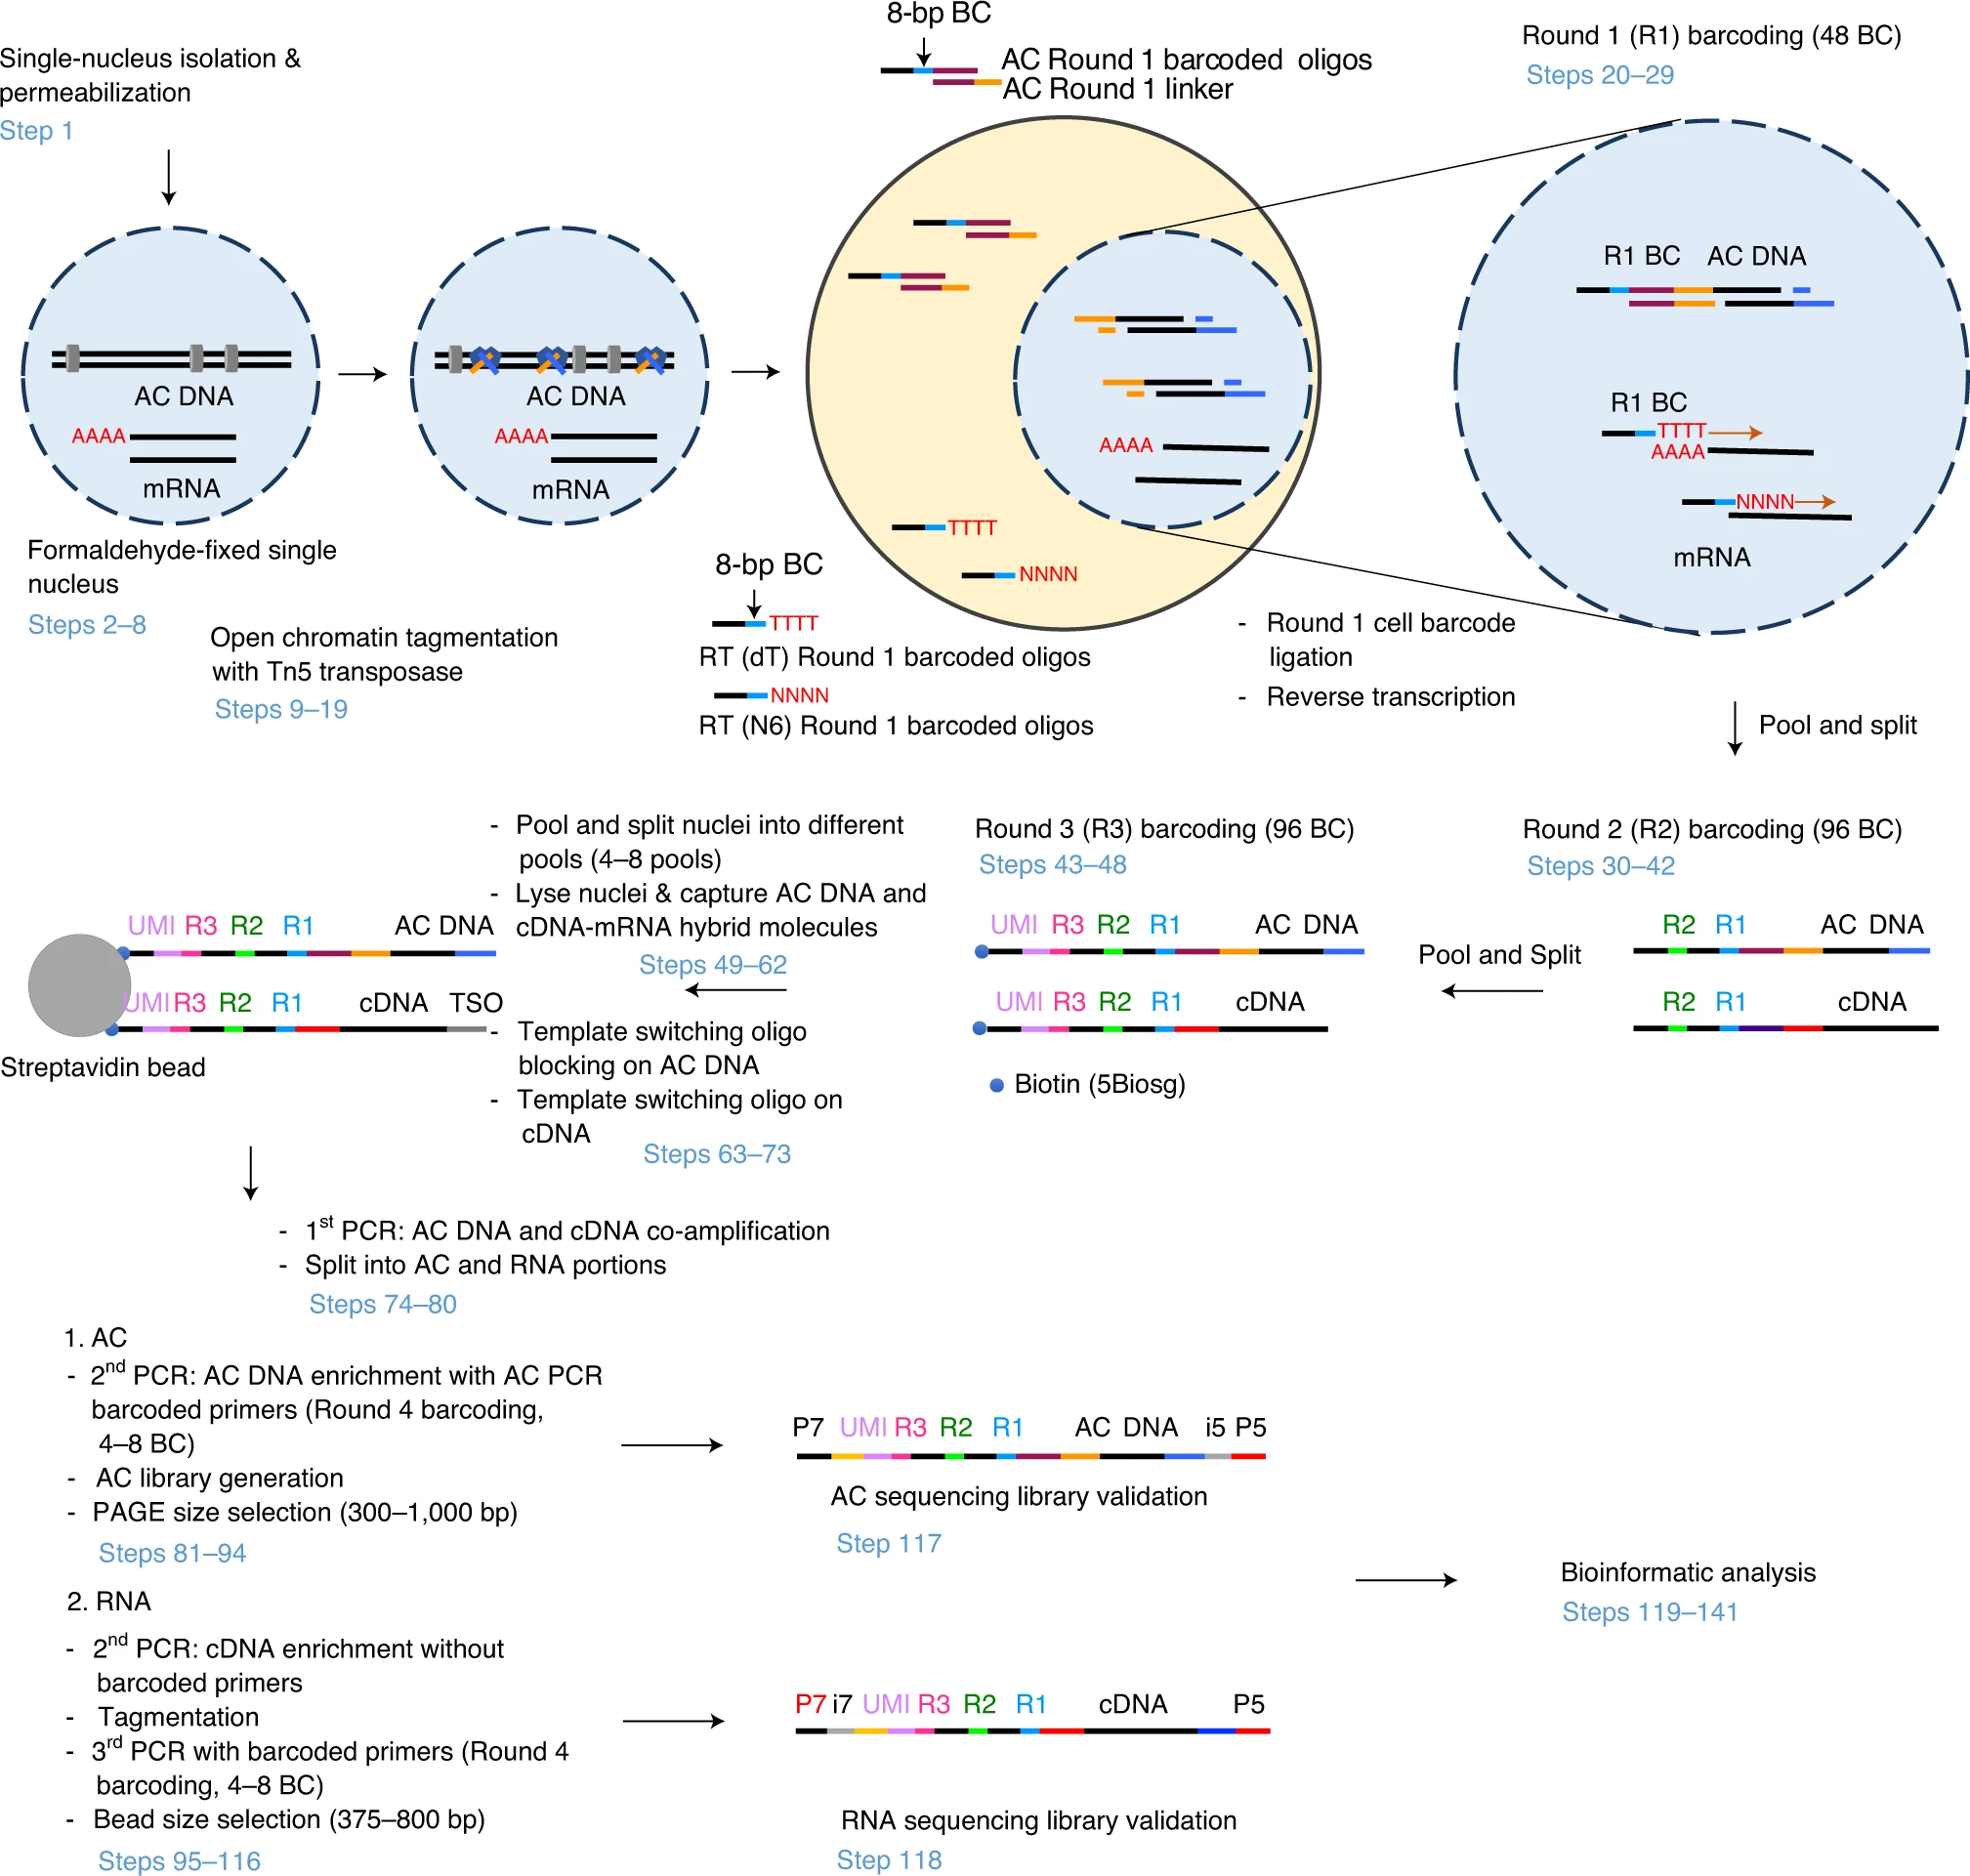 Single-nucleus isolation &
permeabilization
Step 1
8-bp BC
AC Round 1 barcoded oligos
AC Round 1 linker
Round 1 (R1) barcoding (48 BC)
Steps 20–29
AC DNA
AAAA
mRNA
Formaldehyde-fixed single
nucleus
Steps 2–8
AC DNA
AAAA
mRNA
Open chromatin tagmentation
with Tn5 transposase
Steps 9–19
AAAA
TTTT
NNNN
8-bp BC
TTTT
RT (dT) Round 1 barcoded oligos
NNNN
RT (N6) Round 1 barcoded oligos
R1 BC AC DNA
R1 BC
TTTT
AAAA
NNNN
mRNA
- Round 1 cell barcode
ligation
- Reverse transcription
Pool and split
Round 2 (R2) barcoding (96 BC)
Steps 30–42
R2 R1 AC DNA
R2 R1 cDNA
Pool and Split
Round 3 (R3) barcoding (96 BC)
Steps 43–48
UMI R3 R2 R1 AC DNA
UMI R3 R2 R1 cDNA
Biotin (5Biosg)
- Pool and split nuclei into different
pools (4–8 pools)
- Lyse nuclei & capture AC DNA and
cDNA-mRNA hybrid molecules
Steps 49–62
- Template switching oligo
blocking on AC DNA
- Template switching oligo on
cDNA
Steps 63–73
UMI R3 R2 R1 AC DNA
UMI R3 R2 R1 cDNA TSO
Streptavidin bead
- 1st PCR: AC DNA and cDNA co-amplification
- Split into AC and RNA portions
Steps 74–80
1. AC
- 2nd PCR: AC DNA enrichment with AC PCR
barcoded primers (Round 4 barcoding,
4–8 BC)
- AC library generation
- PAGE size selection (300–1,000 bp)
Steps 81–94
P7 UMI R3 R2 R1 AC DNA i5 P5
AC sequencing library validation
Step 117
2. RNA
- 2nd PCR: cDNA enrichment without
barcoded primers
- Tagmentation
- 3rd PCR with barcoded primers (Round 4
barcoding, 4–8 BC)
- Bead size selection (375–800 bp)
Steps 95–116
P7 i7 UMI R3 R2 R1 cDNA P5
RNA sequencing library validation
Step 118
Bioinformatic analysis
Steps 119–141